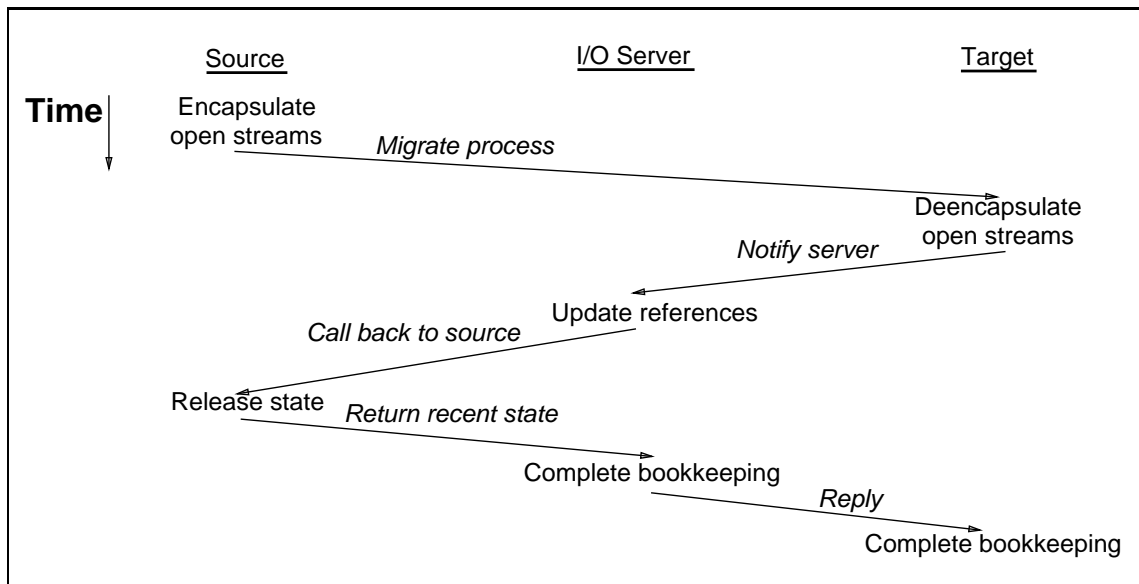 Source
I/O Server
Target
Time
Encapsulate
open streams
Migrate process
Deencapsulate
open streams
Notify server
Update references
Call back to source
Release state
Return recent state
Complete bookkeeping
Reply
Complete bookkeeping